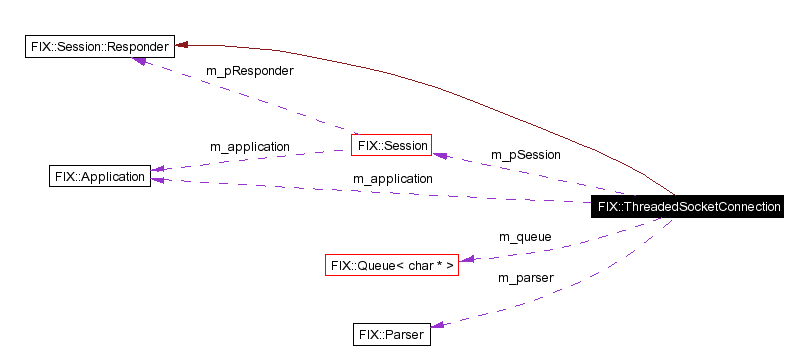 FIX::Session::Responder
m_pResponder
m_application
FIX::Session
m_pSession
FIX::Application
m_application
FIX::ThreadedSocketConnection
m_queue
FIX::Queue< char * >
m_parser
FIX::Parser